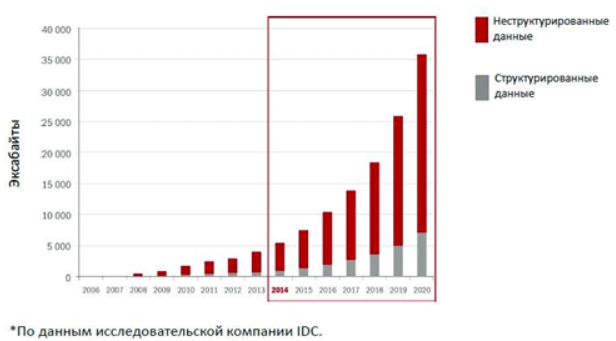 Неструктурированные
данные
Структурированные
данные
Эксабайты
40 000
35 000
30 000
25 000
20 000
15 000
10 000
5 000
0
2006 2007 2008 2009 2010 2011 2012 2013 2014 2015 2016 2017 2018 2019 2020
*По данным исследовательской компании IDC.